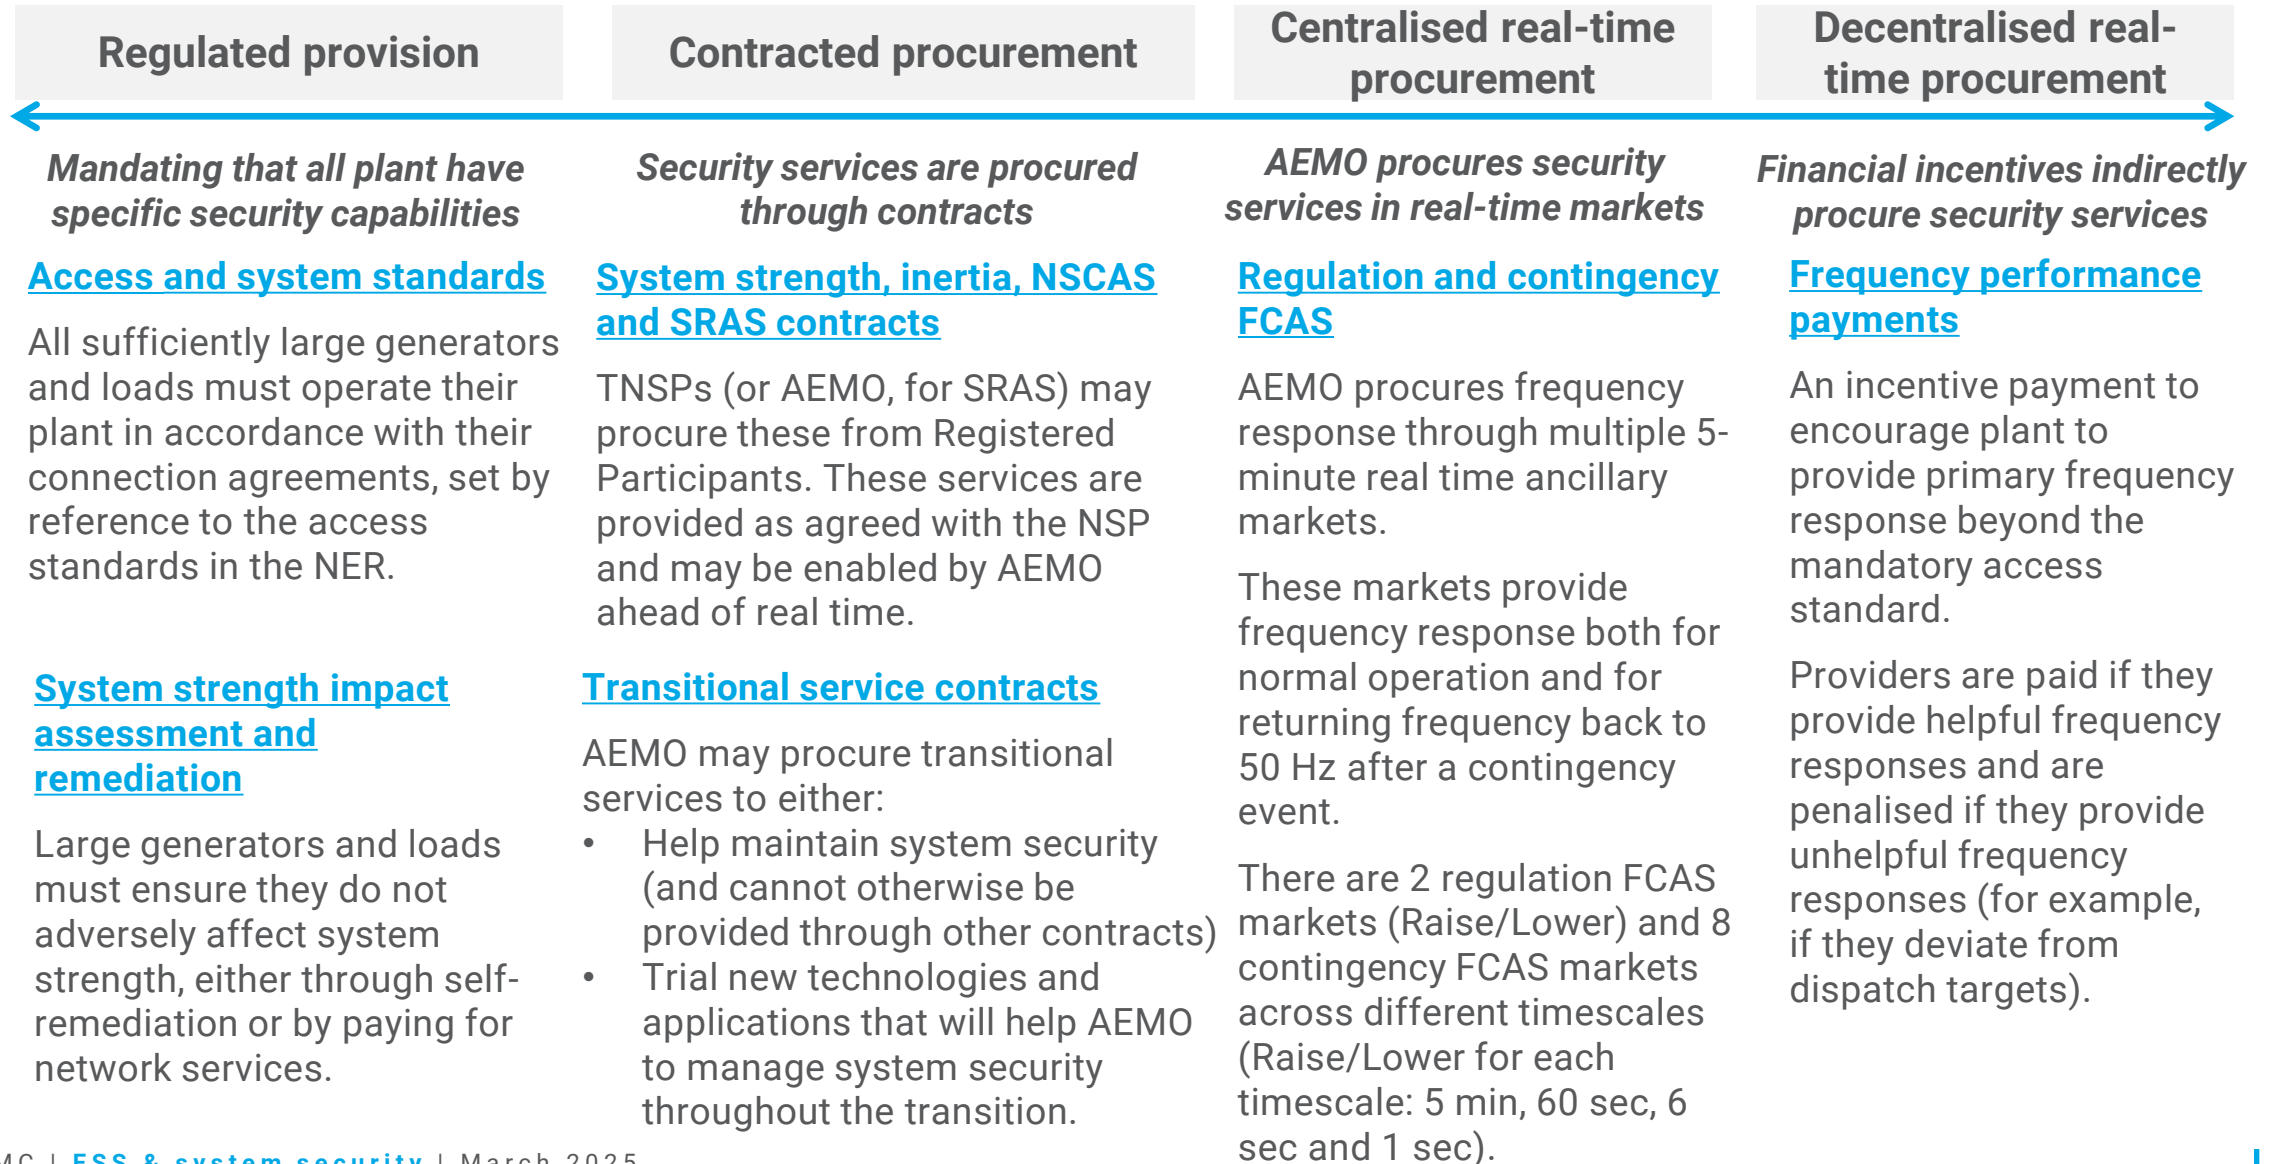 Regulated provision
Contracted procurement
Centralised real-time
procurement
Decentralised real-
time procurement
Mandating that all plant have
specific security capabilities
Access and system standards
All sufficiently large generators
and loads must operate their
plant in accordance with their
connection agreements, set by
reference to the access
standards in the NER.
System strength impact
assessment and
remediation
Large generators and loads
must ensure they do not
adversely affect system
strength, either through self-
remediation or by paying for
network services.
Security services are procured
through contracts
System strength, inertia, NSCAS
and SRAS contracts
TNSPs (or AEMO, for SRAS) may
procure these from Registered
Participants. These services are
provided as agreed with the NSP
and may be enabled by AEMO
ahead of real time.
Transitional service contracts
AEMO may procure transitional
services to either:
• Help maintain system security
(and cannot otherwise be
provided through other contracts)
• Trial new technologies and
applications that will help AEMO
to manage system security
throughout the transition.
AEMO procures security
services in real-time markets
Regulation and contingency
FCAS
AEMO procures frequency
response through multiple 5-
minute real time ancillary
markets.
These markets provide
frequency response both for
normal operation and for
returning frequency back to
50 Hz after a contingency
event.
There are 2 regulation FCAS
markets (Raise/Lower) and 8
contingency FCAS markets
across different timescales
(Raise/Lower for each
timescale: 5 min, 60 sec, 6
sec and 1 sec).
Financial incentives indirectly
procure security services
Frequency performance
payments
An incentive payment to
encourage plant to
provide primary frequency
response beyond the
mandatory access
standard.
Providers are paid if they
provide helpful frequency
responses and are
penalised if they provide
unhelpful frequency
responses (for example,
if they deviate from
dispatch targets).
| ESS & system security | March 2025